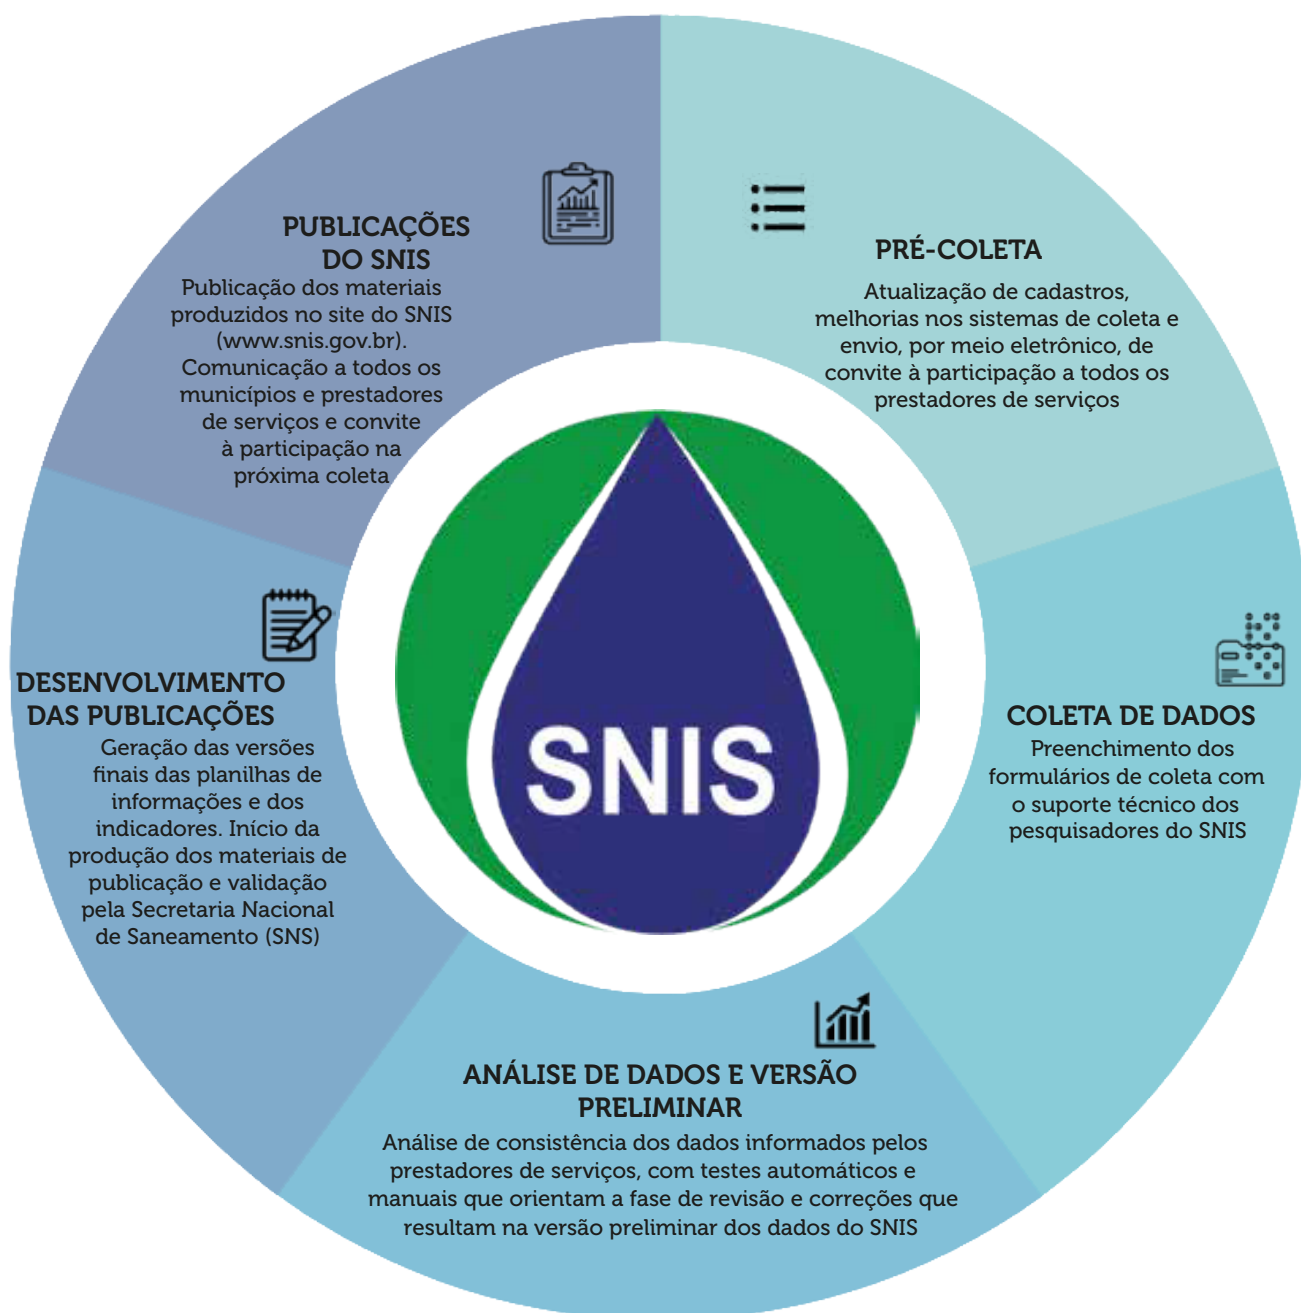 PRÉ-COLETA
Atualização de cadastros,
melhorias nos sistemas de coleta e
envio, por meio eletrônico, de
convite à participação a todos os
prestadores de serviços
COLETA DE DADOS
Preenchimento dos
formulários de coleta com
o suporte técnico dos
pesquisadores do SNIS
ANÁLISE DE DADOS E VERSÃO
PRELIMINAR
Análise de consistência dos dados informados pelos
prestadores de serviços, com testes automáticos e
manuais que orientam a fase de revisão e correções que
resultam na versão preliminar dos dados do SNIS
DESENVOLVIMENTO
DAS PUBLICAÇÕES
Geração das versões
finais das planilhas de
informações e dos
indicadores. Início da
produção dos materiais de
publicação e validação
pela Secretaria Nacional
de Saneamento (SNS)
PUBLICAÇÕES
DO SNIS
Publicação dos materiais
produzidos no site do SNIS
(www.snis.gov.br).
Comunicação a todos os
municípios e prestadores
de serviços e convite
à participação na
próxima coleta
SNIS